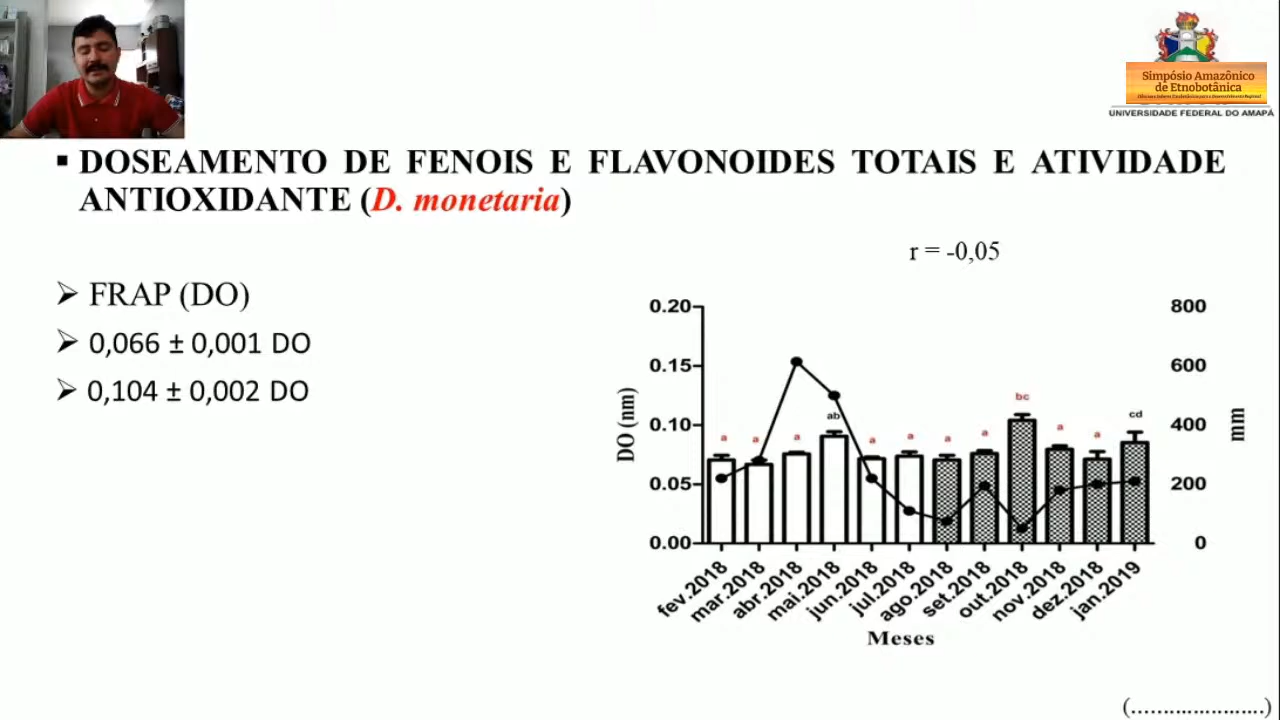 Simpósio Amazônico
de Etnobotânica
UNIVERSIDADE FEDERAL DO AMAPÁ
▪ DOSEAMENTO DE FENOIS E FLAVONOIDES TOTAIS E ATIVIDADE
ANTIOXIDANTE (D. monetaria)
r = -0,05
➢ FRAP (DO)
➢ 0,066 ± 0,001 DO
➢ 0,104 ± 0,002 DO
0.20 800
0.15 600
0.10 400
0.05 200
0.00 0
DO (nm)
mm
a a a ab a a a a bc a a cd
fev.2018 mar.2018 abr.2018 mai.2018 jun.2018 jul.2018 ago.2018 set.2018 out.2018 nov.2018 dez.2018 jan.2019
Meses
(.....................)